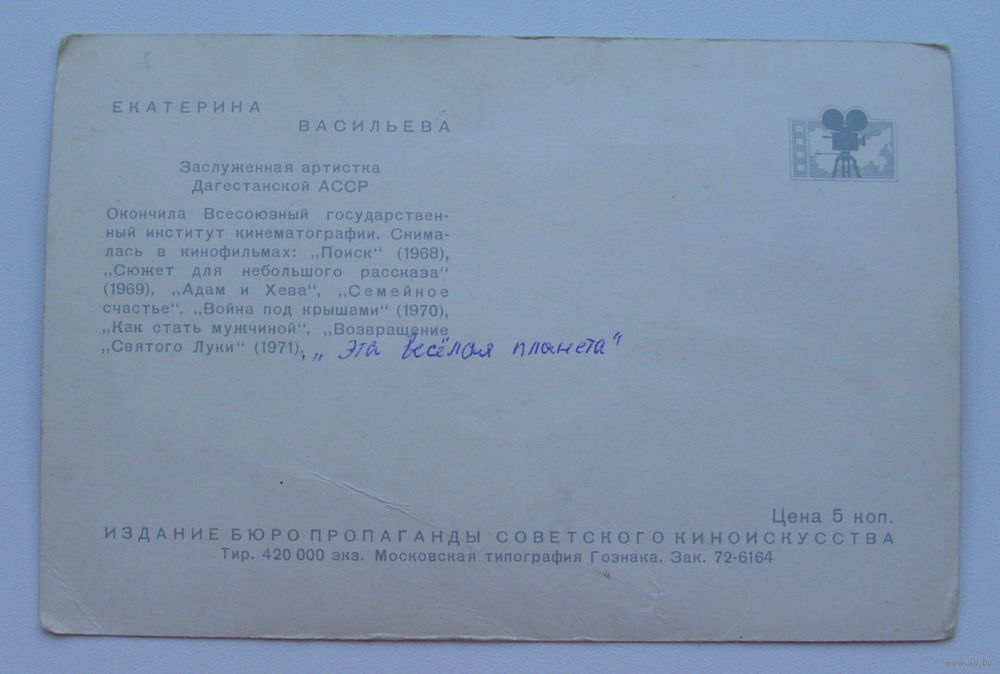 ЕКАТЕРИНА
ВАСИЛЬЕВА
Заслуженная артистка
Дагестанской АССР
Окончила Всесоюзный государствен-
ный институт кинематографии. Снима-
лась в кинофильмах: „Поиск“ (1968),
„Сюжет для небольшого рассказа“
(1969), „Адам и Хева“, „Семейное
счастье“, „Война под крышами“ (1970),
„Как стать мужчиной“, „Возвращение
„Святого Луки“ (1971), „Эта весёлая планета“
Цена 5 коп.
ИЗДАНИЕ БЮРО ПРОПАГАНДЫ СОВЕТСКОГО КИНОИСКУССТВА
Тир. 420 000 экз. Московская типография Гознака. Зак. 72-6164
www.ay.by